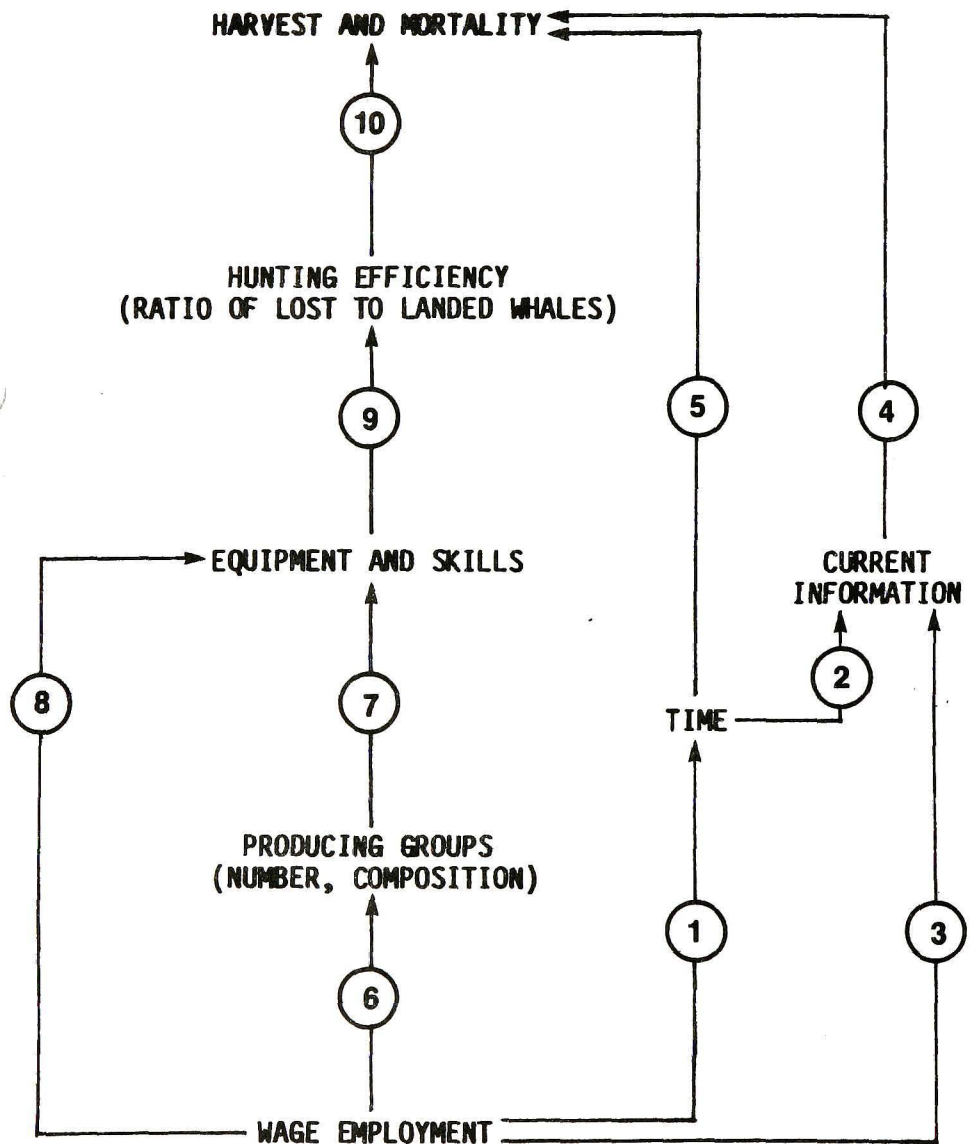 HARVEST AND MORTALITY
10
HUNTING EFFICIENCY
(RATIO OF LOST TO LANDED WHALES)
9
5
4
EQUIPMENT AND SKILLS
CURRENT
INFORMATION
8
7
2
TIME
PRODUCING GROUPS
(NUMBER, COMPOSITION)
1
3
6
WAGE EMPLOYMENT